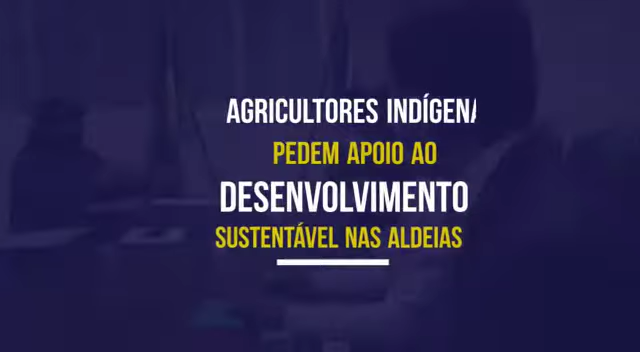 AGRICULTORES INDÍGENA
PEDEM APOIO AO
DESENVOLVIMENTO
SUSTENTÁVEL NAS ALDEIAS